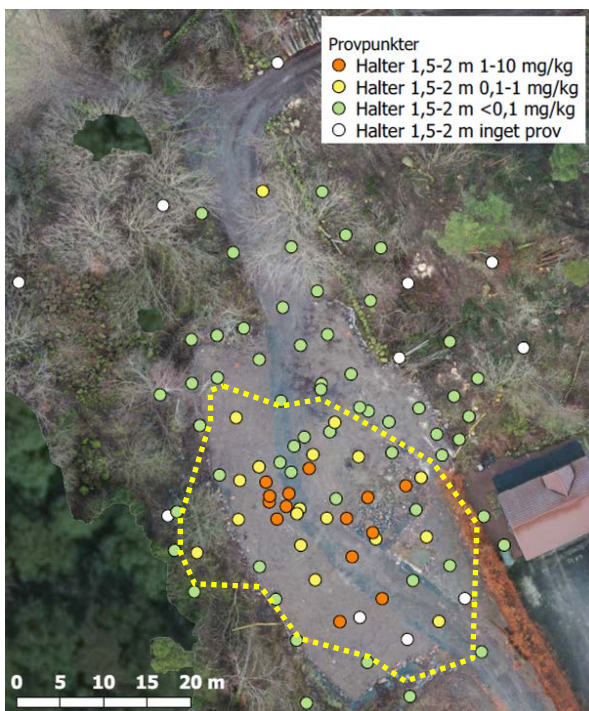 Provpunkter
Halter 1,5-2 m 1-10 mg/kg
Halter 1,5-2 m 0,1-1 mg/kg
Halter 1,5-2 m <0,1 mg/kg
Halter 1,5-2 m inget prov
0 5 10 15 20 m